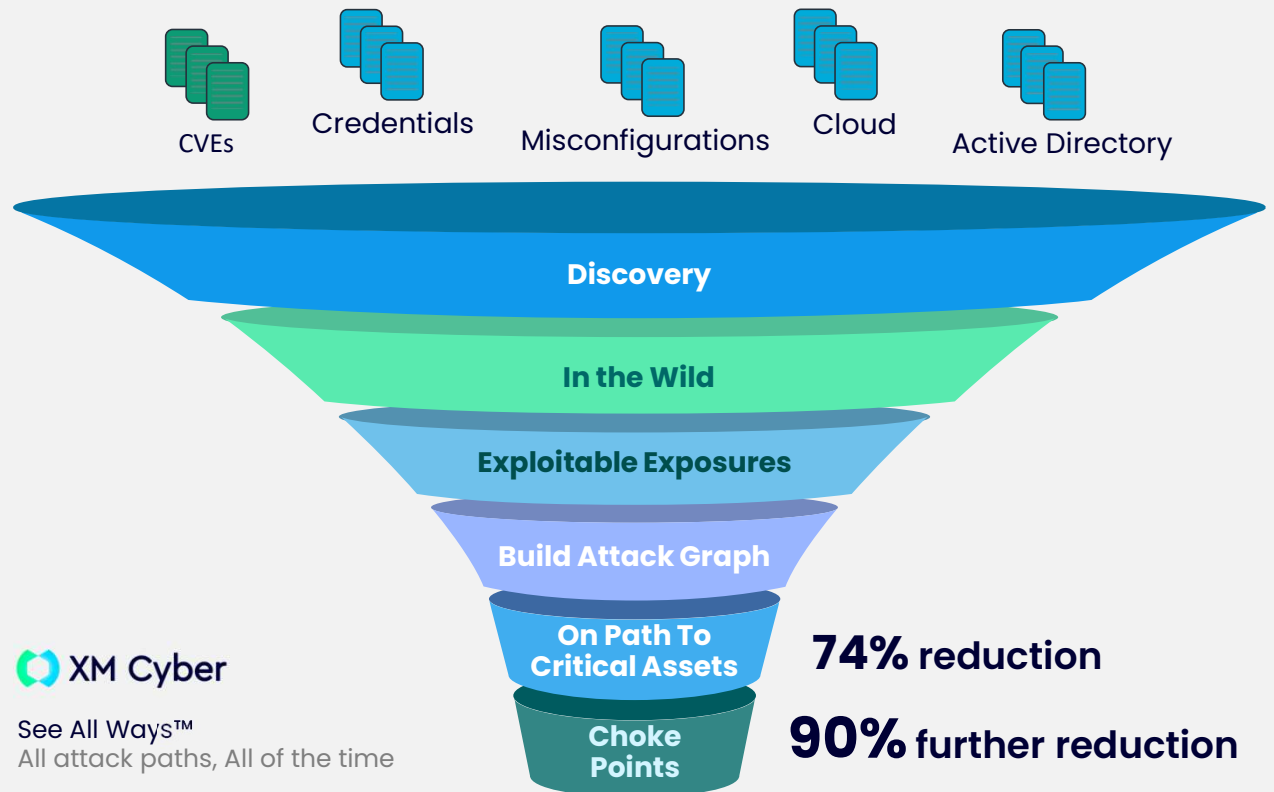 CVEs
Credentials
Misconfigurations
Cloud
Active Directory
Discovery
In the Wild
Exploitable Exposures
Build Attack Graph
On Path To
Critical Assets
74% reduction
Choke
Points
90% further reduction
XM Cyber
See All Ways™
All attack paths, All of the time